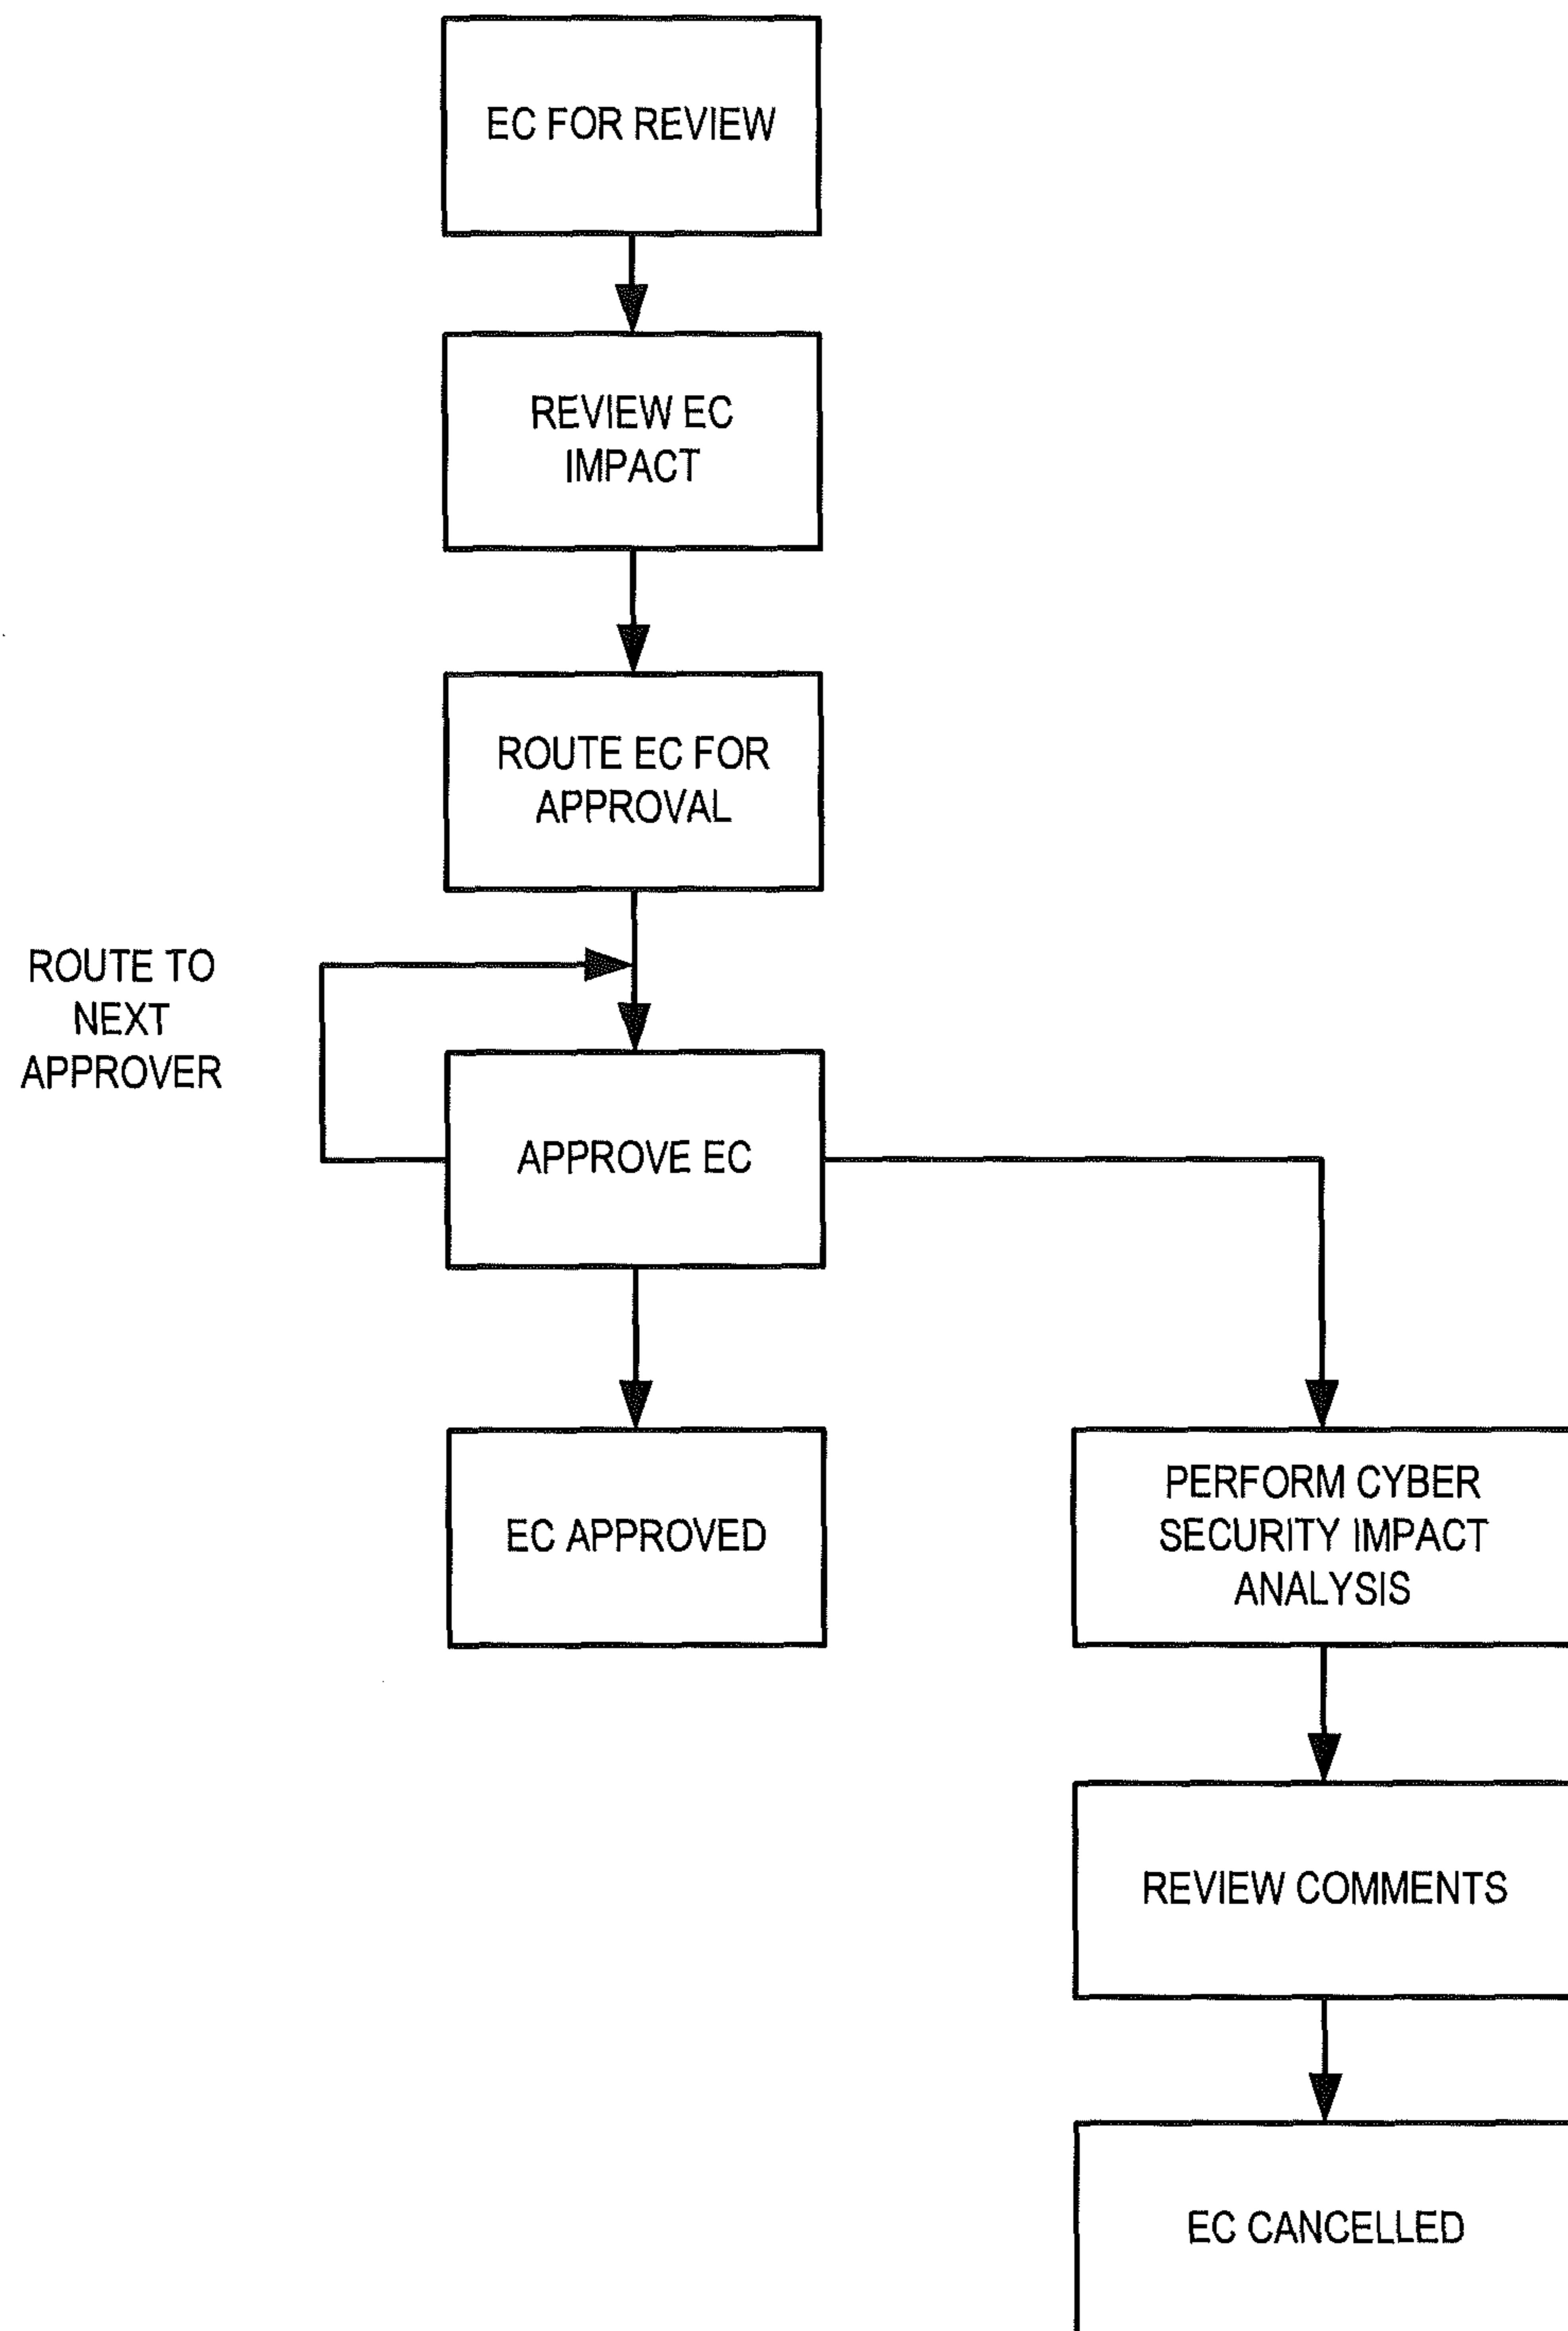 EC FOR REVIEW
REVIEW EC
IMPACT
ROUTE EC FOR
APPROVAL
ROUTE TO
NEXT
APPROVER
APPROVE EC
EC APPROVED
PERFORM CYBER
SECURITY IMPACT
ANALYSIS
REVIEW COMMENTS
EC CANCELLED